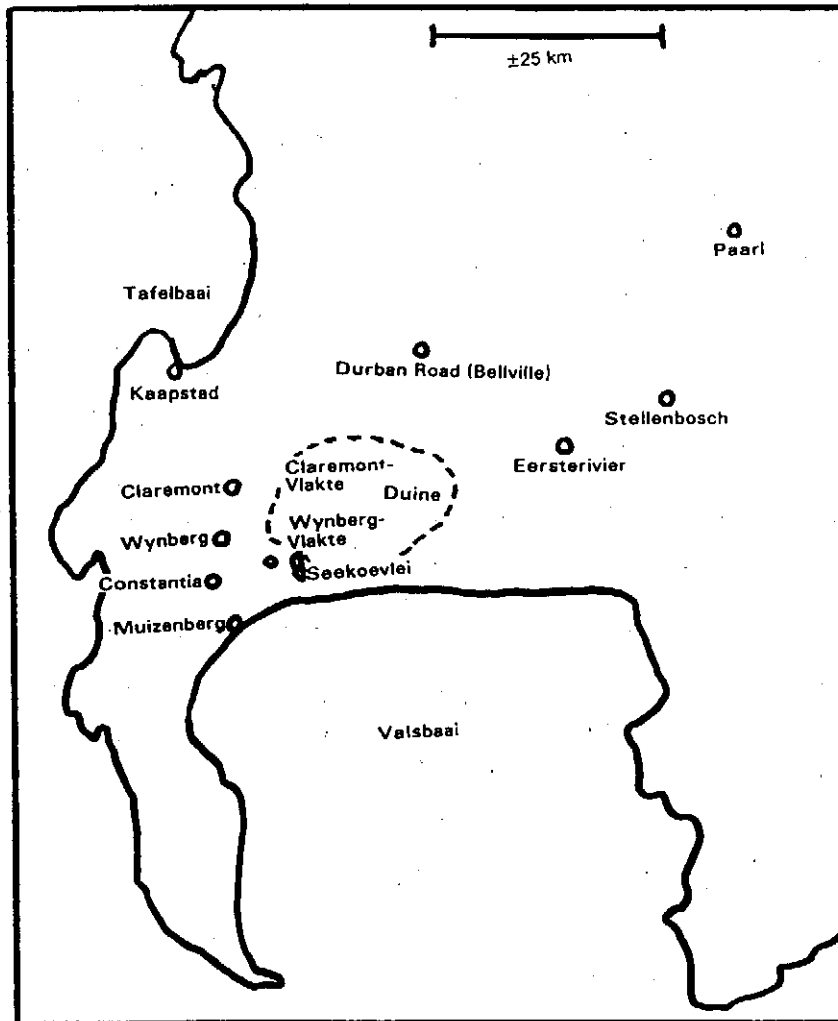 ±25 km
Paarl
Tafelbaai
Durban Road (Bellville)
Kaapstad
Stellenbosch
Eersterivier
Claremont-
Vlakte
Claremont
Duine
Wynberg-
Vlakte
Wynberg
Seekoevlei
Constantia
Muizenberg
Valsbaai